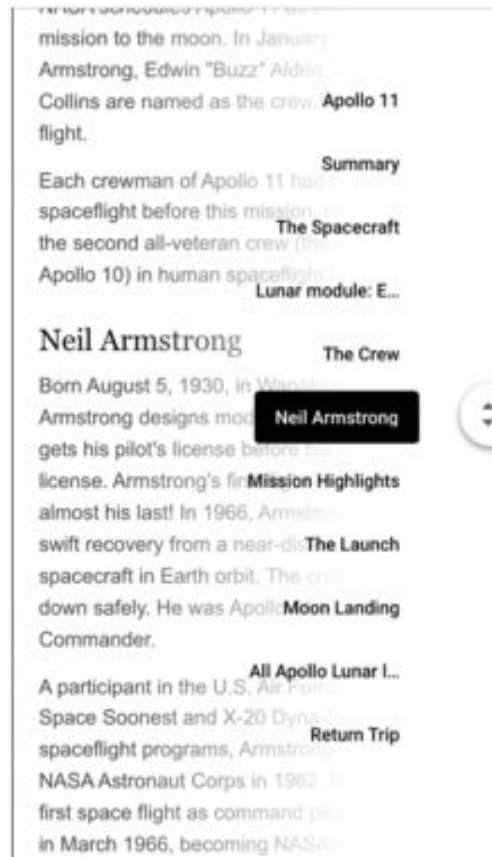 mission to the moon. In January
Armstrong, Edwin "Buzz" Aldrin,
Collins are named as the crew
flight.
Each crewman of Apollo 11 had
spaceflight before this mission,
the second all-veteran crew (the
Apollo 10) in human spaceflight
Neil Armstrong
Born August 5, 1930, in
Armstrong designs
gets his pilot's license before
license. Armstrong's
almost his last! In 1966,
swift recovery from a
spacecraft in Earth orbit. The
down safely. He was
Commander.
A participant in the U.S. Air
Space Soonest and X-20
spaceflight programs,
NASA Astronaut Corps in 1962.
first space flight as command
in March 1966, becoming
Apollo 11
Summary
The Spacecraft
Lunar module: E...
The Crew
Neil Armstrong
Mission Highlights
The Launch
Moon Landing
All Apollo Lunar l...
Return Trip